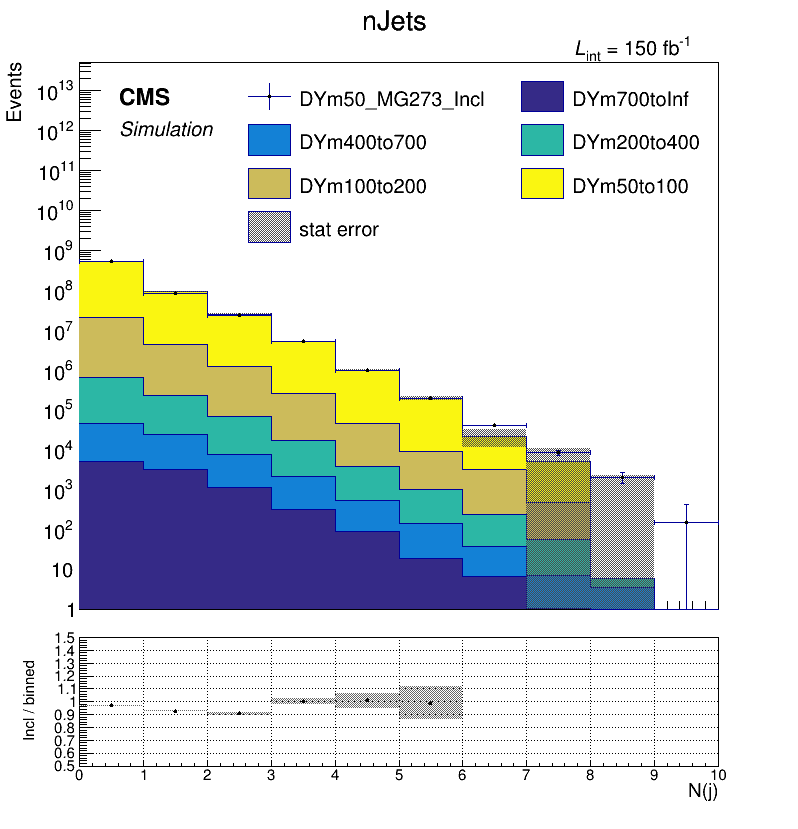 nJets
L_int = 150 fb^-1
Events
CMS
Simulation
DYm50_MG273_Incl
DYm700toInf
DYm400to700
DYm200to400
DYm100to200
DYm50to100
stat error
10^13
10^12
10^11
10^10
10^9
10^8
10^7
10^6
10^5
10^4
10^3
10^2
10
1
Incl / binned
1.5
1.4
1.3
1.2
1.1
1
0.9
0.8
0.7
0.6
0.5
0 1 2 3 4 5 6 7 8 9 10
N(j)